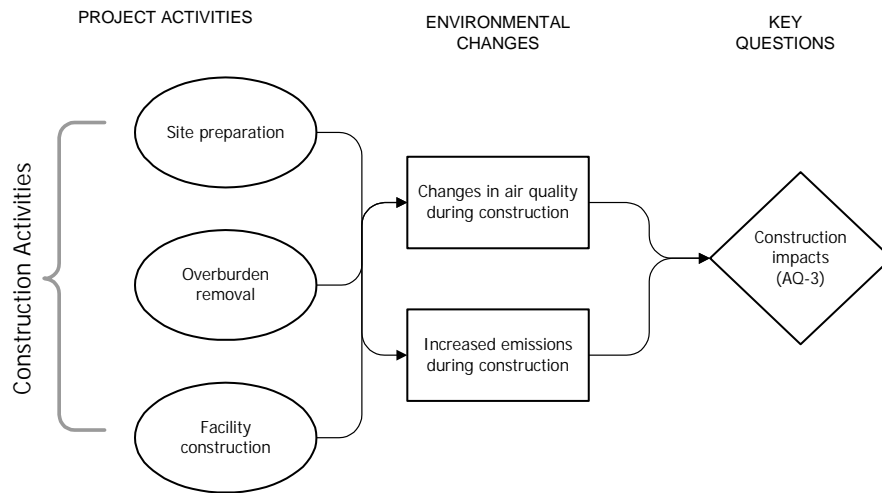 PROJECT ACTIVITIES
ENVIRONMENTAL
CHANGES
KEY
QUESTIONS
Construction Activities
Site preparation
Overburden
removal
Facility
construction
Changes in air quality
during construction
Increased emissions
during construction
Construction
impacts
(AQ-3)